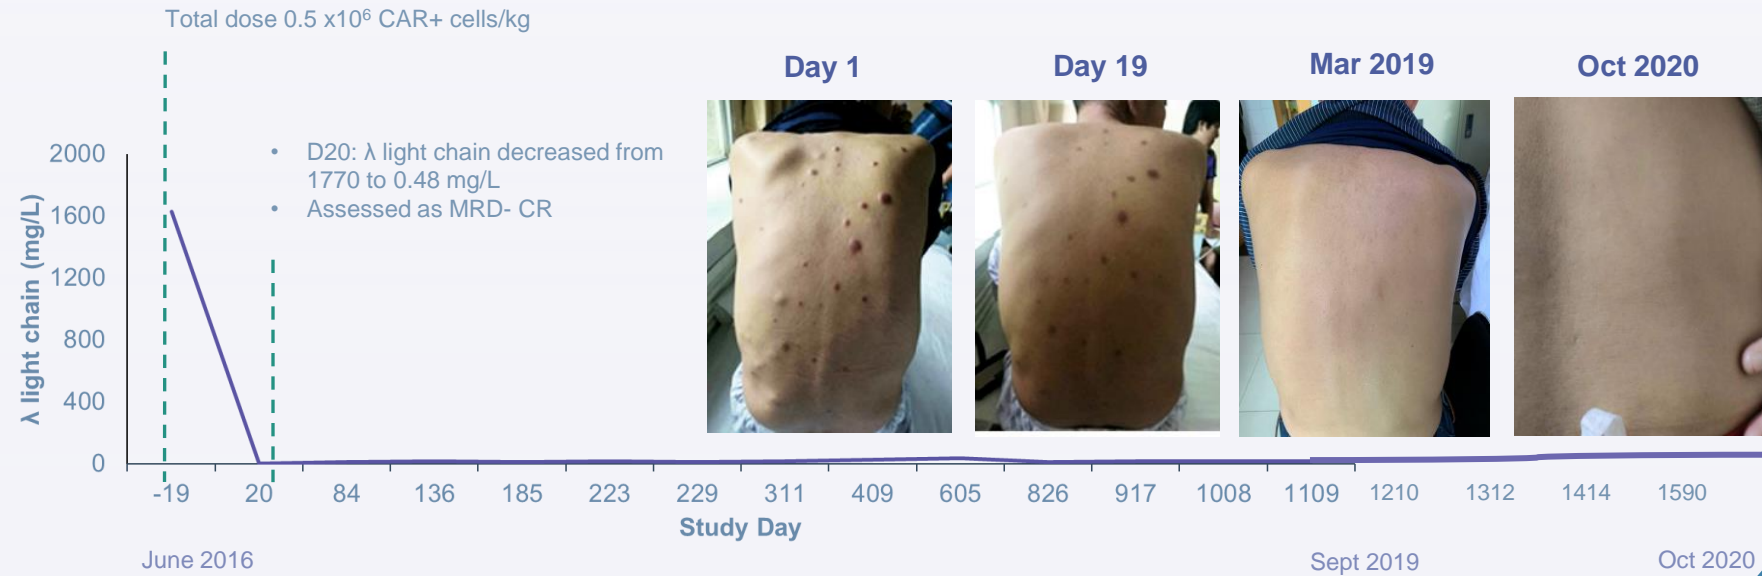 Total dose 0.5 x10⁶ CAR+ cells/kg
Day 1
Day 19
Mar 2019
Oct 2020
• D20: λ light chain decreased from
1770 to 0.48 mg/L
• Assessed as MRD- CR
λ light chain (mg/L)
2000
1600
1200
800
400
0
-19 20 84 136 185 223 229 311 409 605 826 917 1008 1109 1210 1312 1414 1590
Study Day
June 2016
Sept 2019
Oct 2020